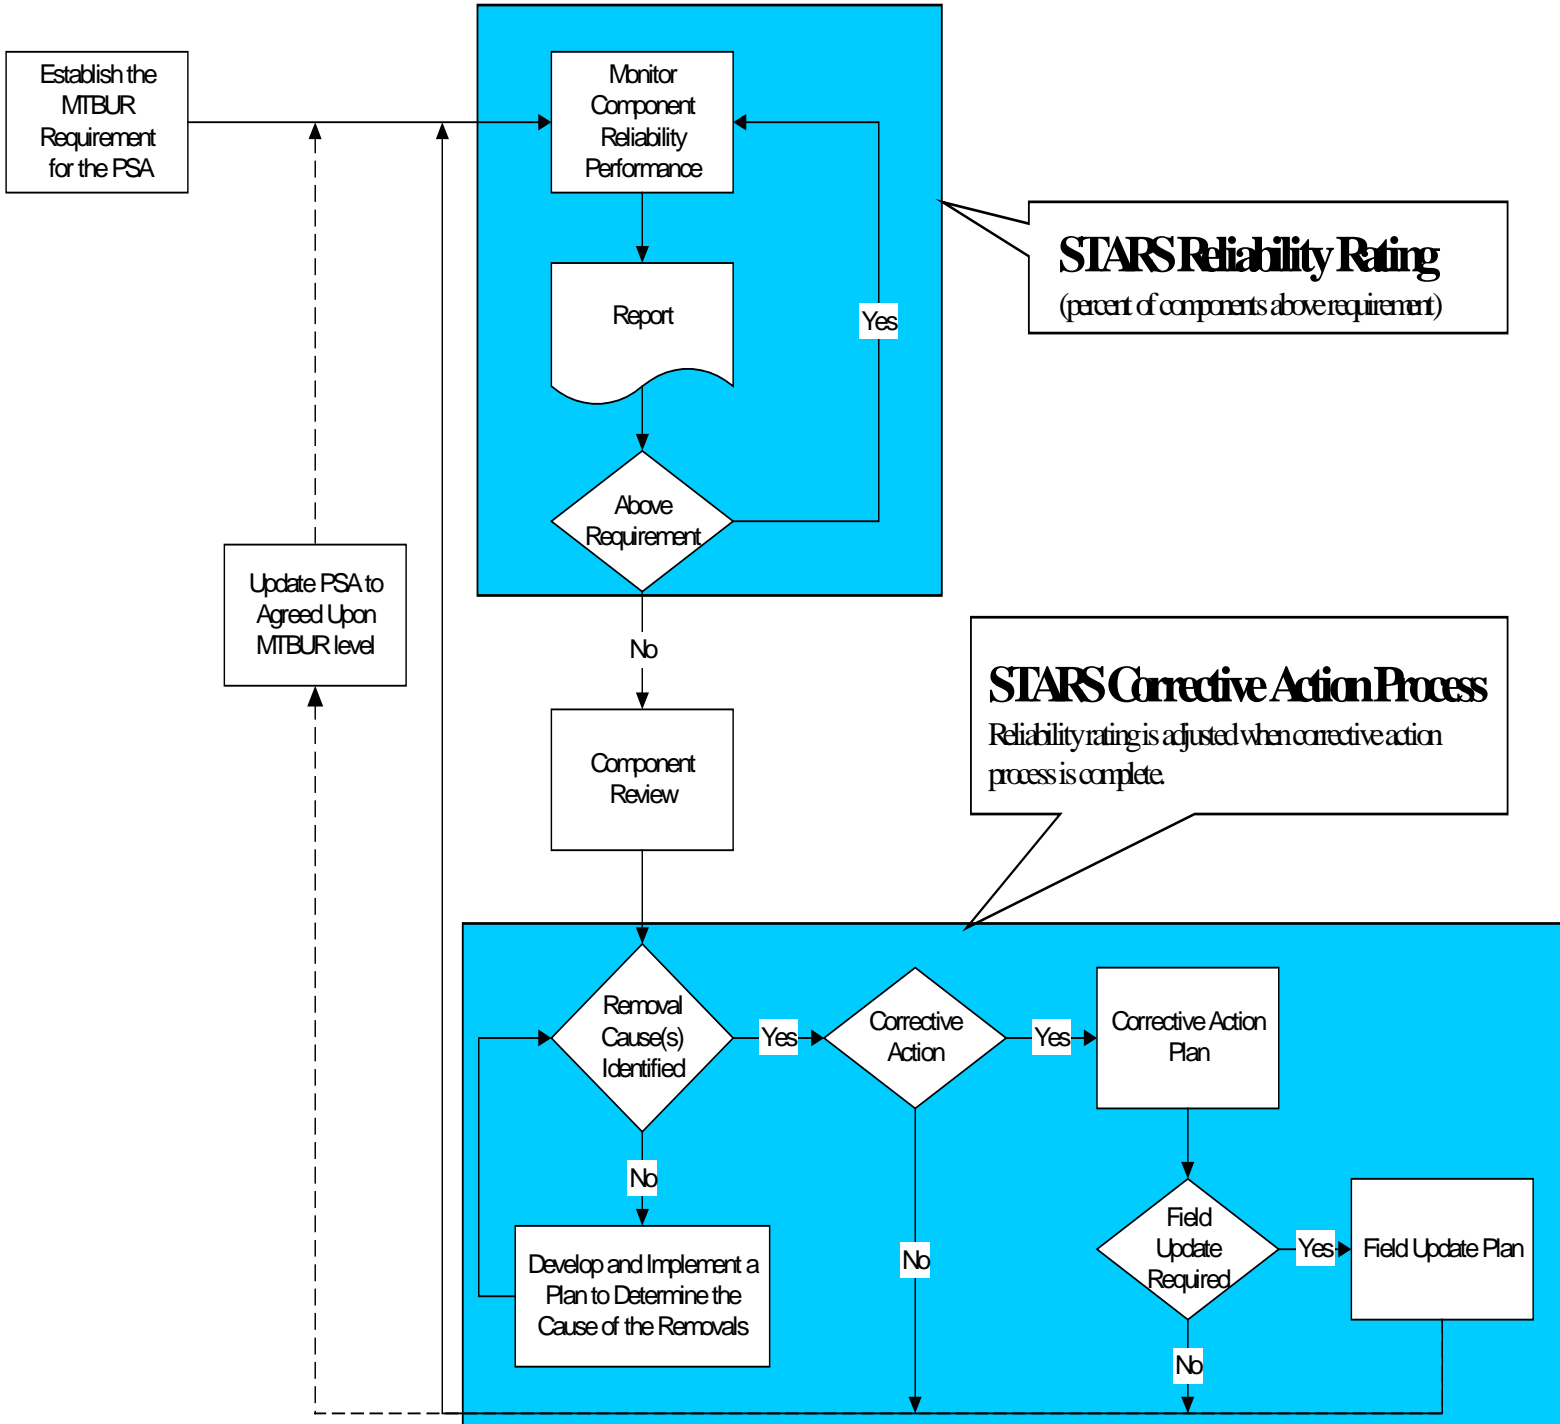 Establish the
MTBUR
Requirement
for the PSA
Monitor
Component
Reliability
Performance
STARS Reliability Rating
(percent of components above requirement)
Report
Yes
Above
Requirement
Update PSA to
Agreed Upon
MTBUR level
No
STARS Corrective Action Process
Reliability rating is adjusted when corrective action
process is complete.
Component
Review
Removal
Cause(s)
Identified
Yes
Corrective
Action
Yes
Corrective Action
Plan
No
Develop and Implement a
Plan to Determine the
Cause of the Removals
No
Field
Update
Required
Yes
Field Update Plan
No